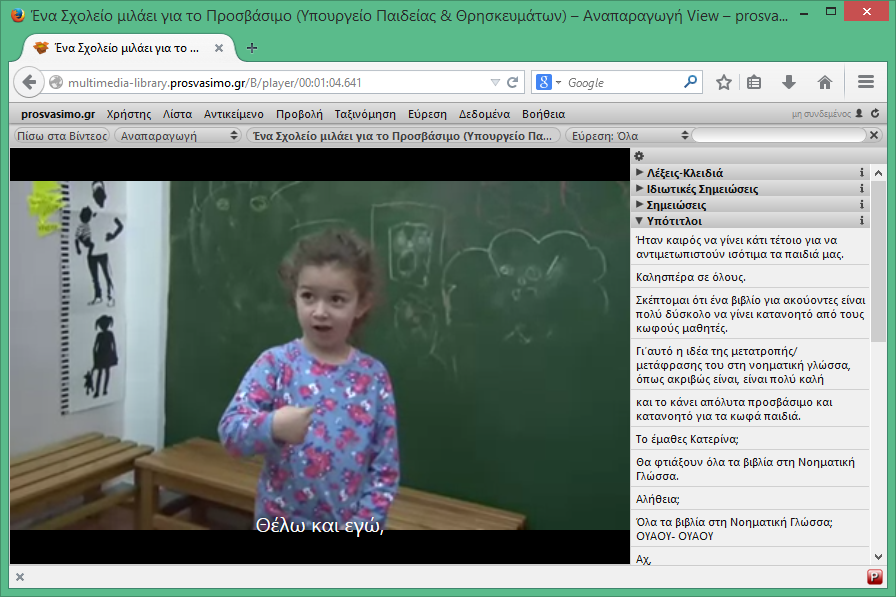 Ένα Σχολείο μιλάει για το Προσβάσιμο (Υπουργείο Παιδείας & Θρησκευμάτων) – Αναπαραγωγή View – prosva...
Ένα Σχολείο μιλάει για το ...
multimedia-library.prosvasimo.gr/B/player/00:01:04.641
Google
prosvasimo.gr Χρήστης Λίστα Αντικείμενο Προβολή Ταξινόμηση Εύρεση Δεδομένα Βοήθεια
μη συνδεμένος
Πίσω στα Βίντεο Αναπαραγωγή Ένα Σχολείο μιλάει για το Προσβάσιμο (Υπουργείο Πα... Εύρεση: Όλα
Λέξεις-Κλειδιά
Ιδιωτικές Σημειώσεις
Σημειώσεις
Υπότιτλοι
Ήταν καιρός να γίνει κάτι τέτοιο για να
αντιμετωπιστούν ισότιμα τα παιδιά μας.
Καλησπέρα σε όλους.
Σκέπτομαι ότι ένα βιβλίο για ακούοντες είναι
πολύ δύσκολο να γίνει κατανοητό από τους
κωφούς μαθητές.
Γι΄αυτό η ιδέα της μετατροπής/
μετάφρασης του στη νοηματική γλώσσα,
όπως ακριβώς είναι, είναι πολύ καλή
και το κάνει απόλυτα προσβάσιμο και
κατανοητό για τα κωφά παιδιά.
Το έμαθες Κατερίνα;
Θα φτιάξουν όλα τα βιβλία στη Νοηματική
Γλώσσα.
Αλήθεια;
Όλα τα βιβλία στη Νοηματική Γλώσσα;
ΟΥΑΟΥ- ΟΥΑΟΥ
Αχ,
Θέλω και εγώ,